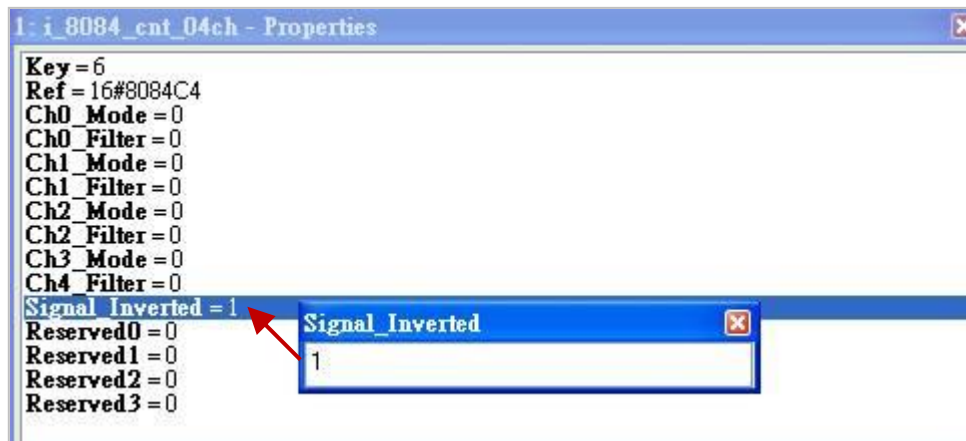 1: i_8084_cnt_04ch - Properties
Key = 6
Ref = 16#8084C4
Ch0_Mode = 0
Ch0_Filter = 0
Ch1_Mode = 0
Ch1_Filter = 0
Ch2_Mode = 0
Ch2_Filter = 0
Ch3_Mode = 0
Ch4_Filter = 0
Signal_Inverted = 1
Reserved0 = 0
Reserved1 = 0
Reserved2 = 0
Reserved3 = 0
Signal_Inverted
1